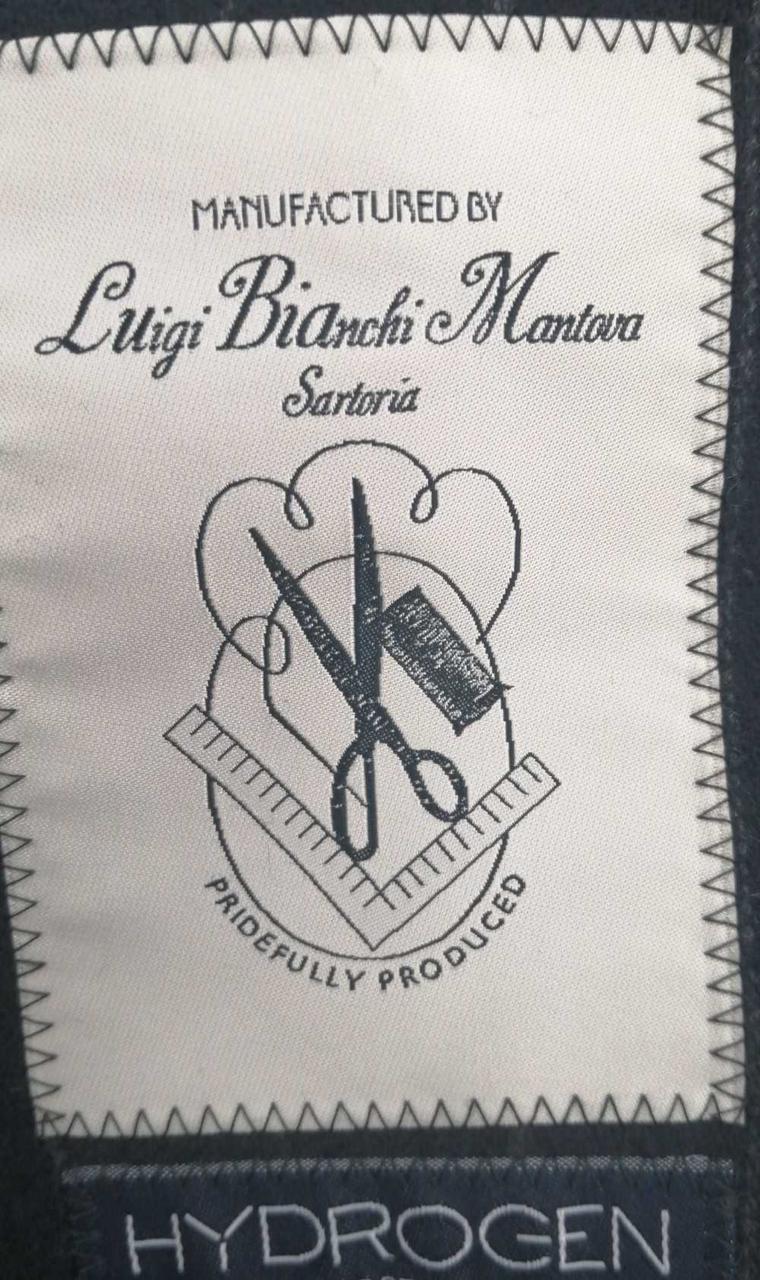 MANUFACTURED BY
Luigi Bianchi Mantova
Sartoria
PRIDEFULLY PRODUCED
HYDROGEN